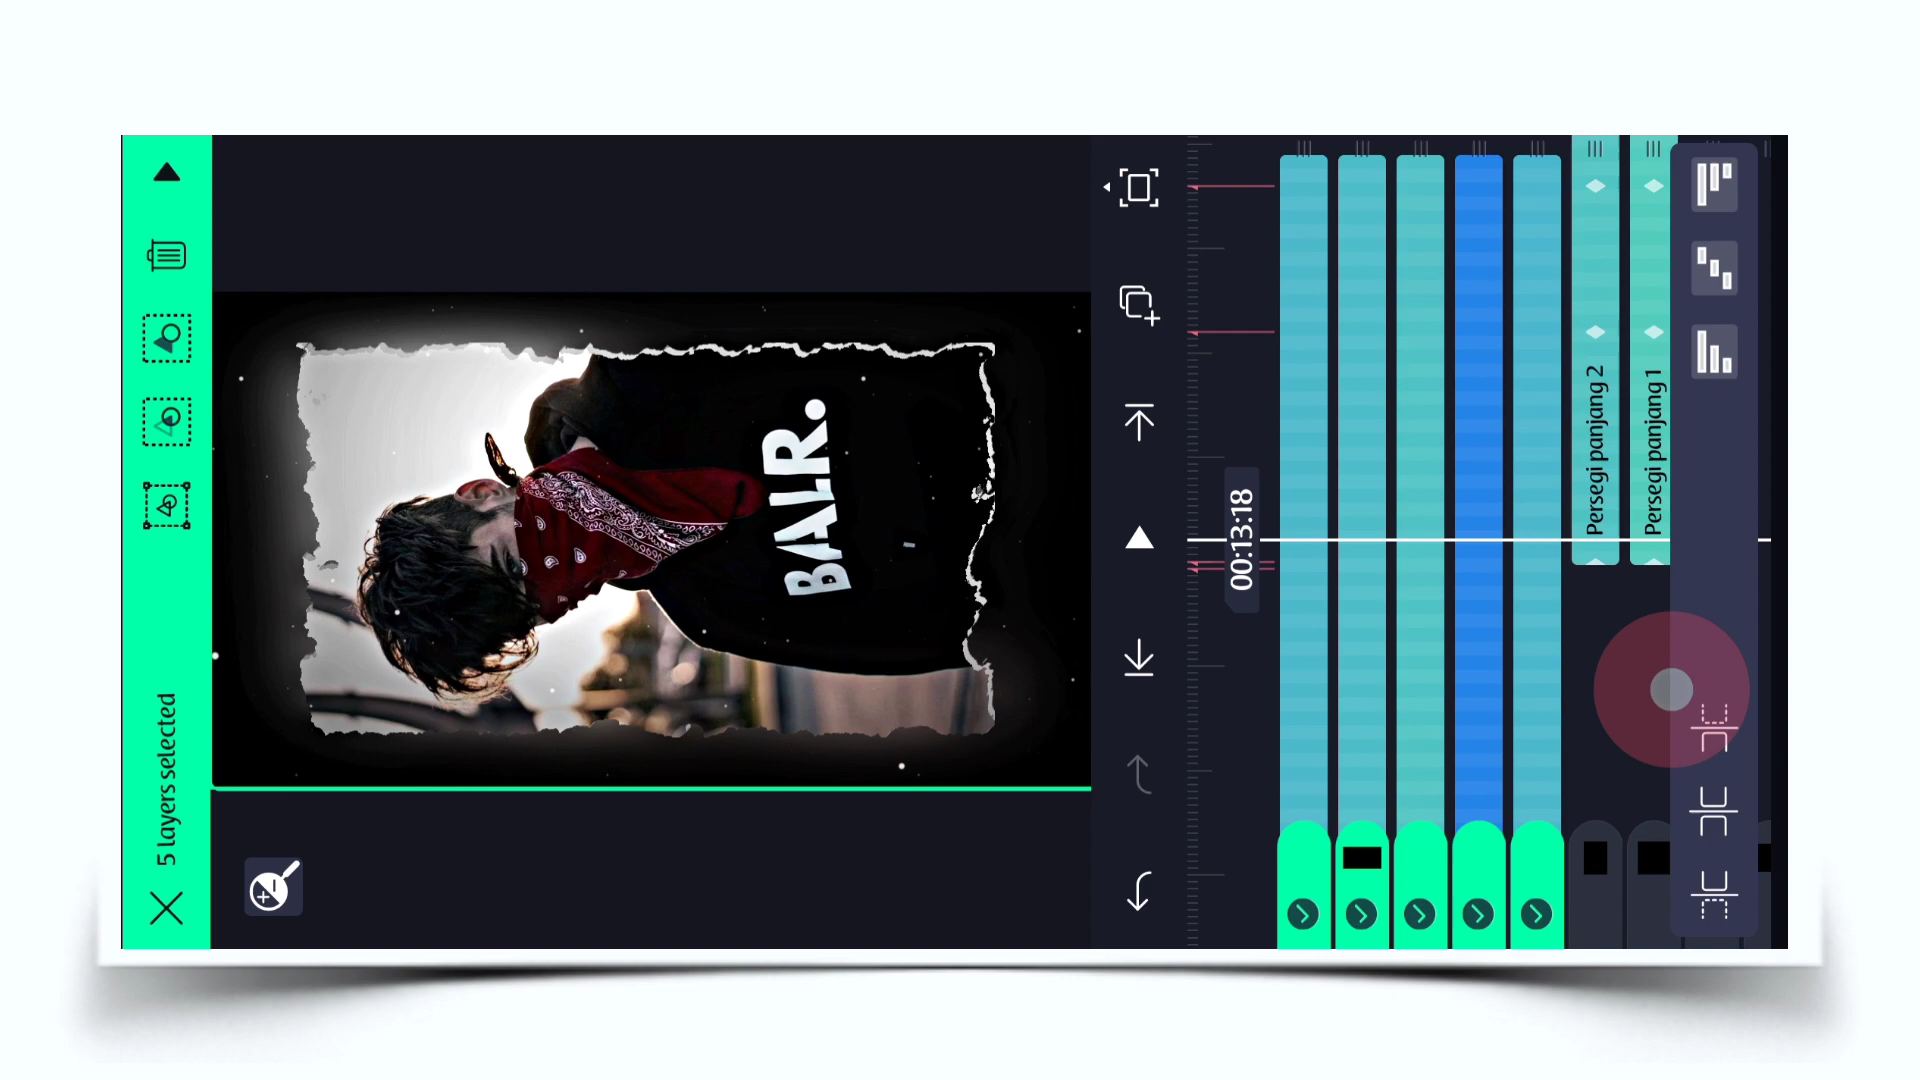 5 layers selected
BALR.
00:13:18
Persegi panjang 2
Persegi panjang 1